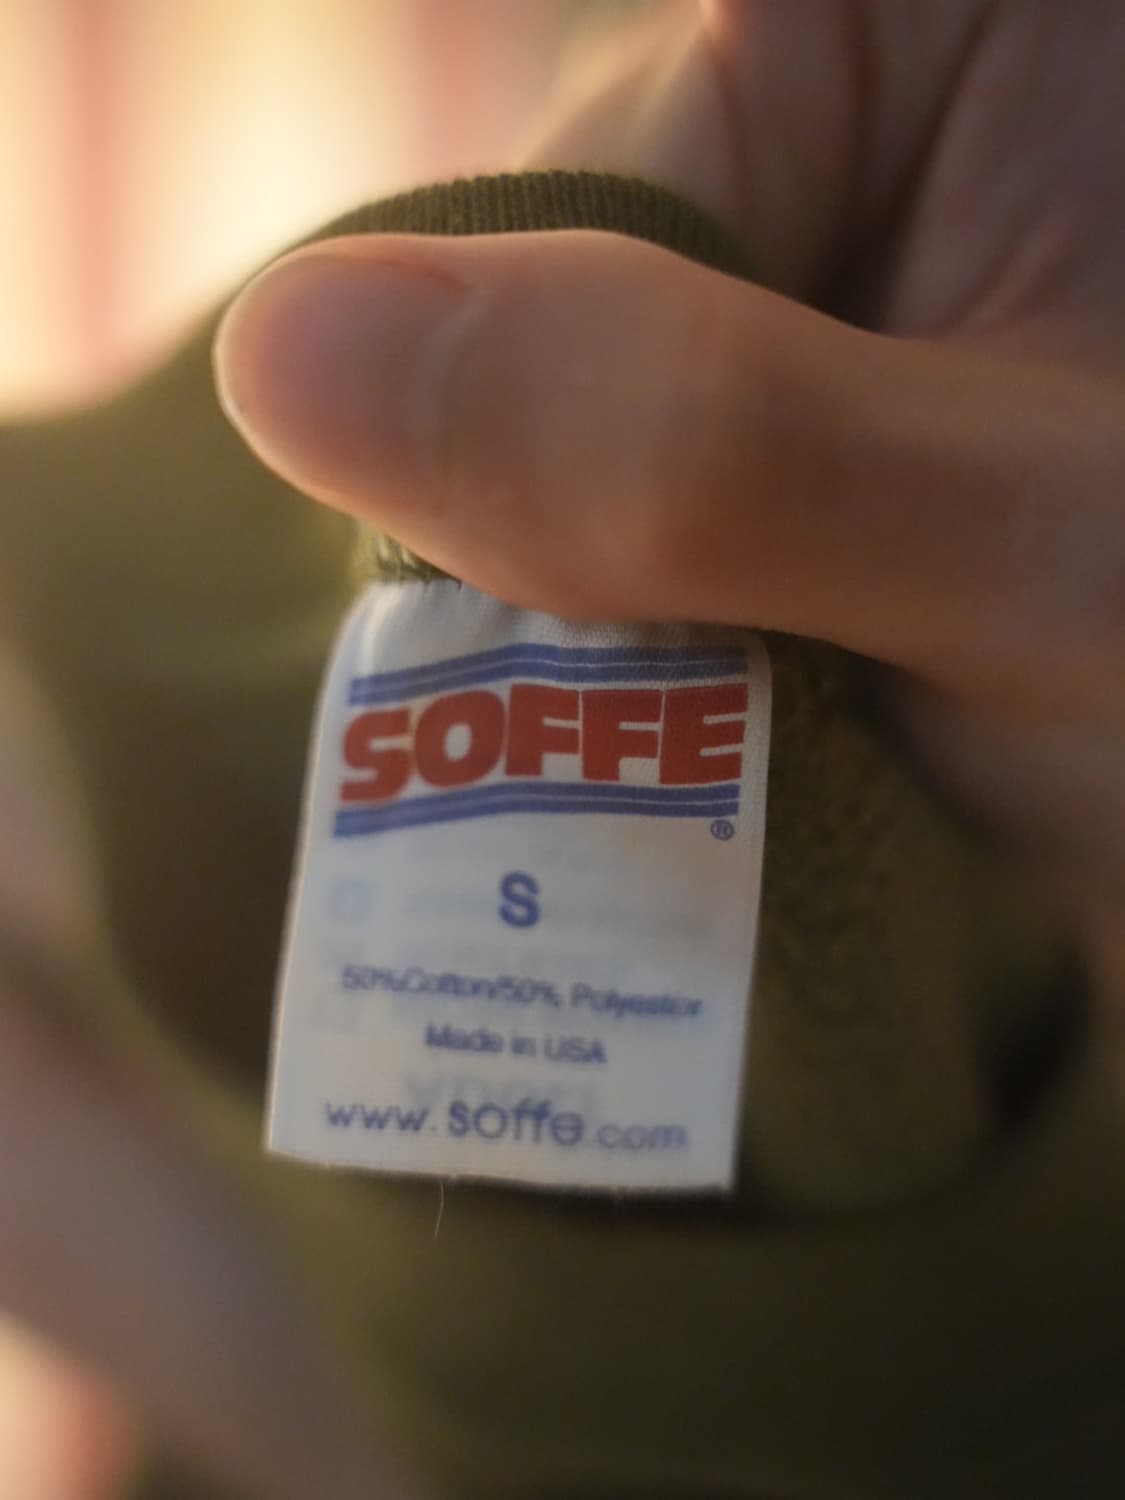 SOFFE
®
S
50%Cotton/50% Polyester
Made in USA
www.soffe.com